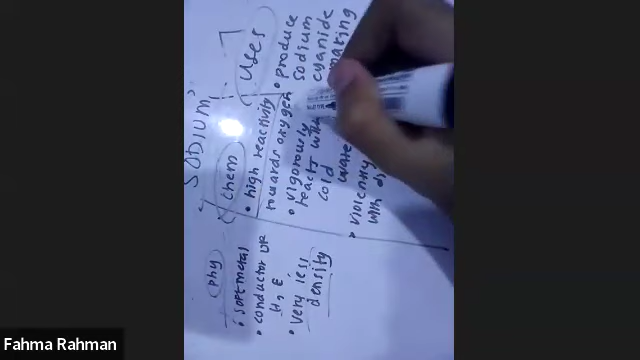 SODIUM
Phy
• soft metal
• conductor of
H, E
• very less
density
Chem
• high reactivity
towards oxygen
• vigorously
react with
cold
water
• violently
with
Uses
• produce
sodium
cyanide
making
Fahma Rahman